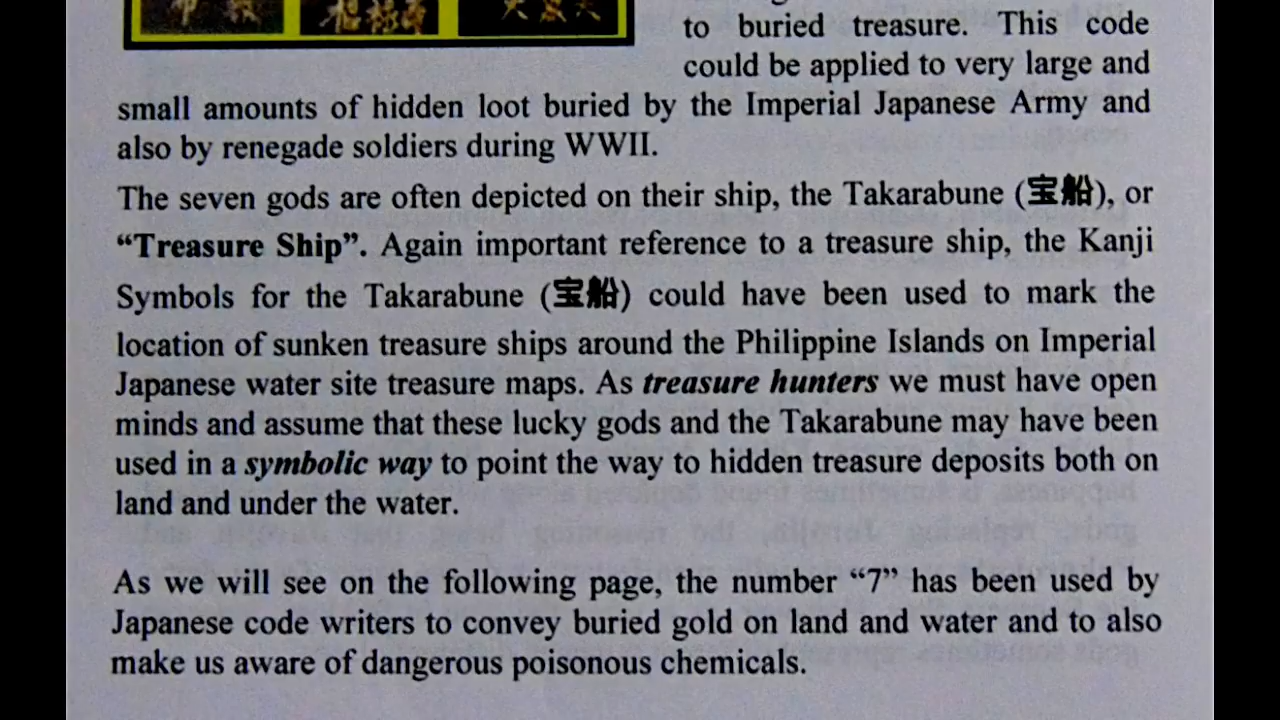 to buried treasure. This code
could be applied to very large and
small amounts of hidden loot buried by the Imperial Japanese Army and
also by renegade soldiers during WWII.
The seven gods are often depicted on their ship, the Takarabune (宝船), or
“Treasure Ship”. Again important reference to a treasure ship, the Kanji
Symbols for the Takarabune (宝船) could have been used to mark the
location of sunken treasure ships around the Philippine Islands on Imperial
Japanese water site treasure maps. As treasure hunters we must have open
minds and assume that these lucky gods and the Takarabune may have been
used in a symbolic way to point the way to hidden treasure deposits both on
land and under the water.
As we will see on the following page, the number “7” has been used by
Japanese code writers to convey buried gold on land and water and to also
make us aware of dangerous poisonous chemicals.